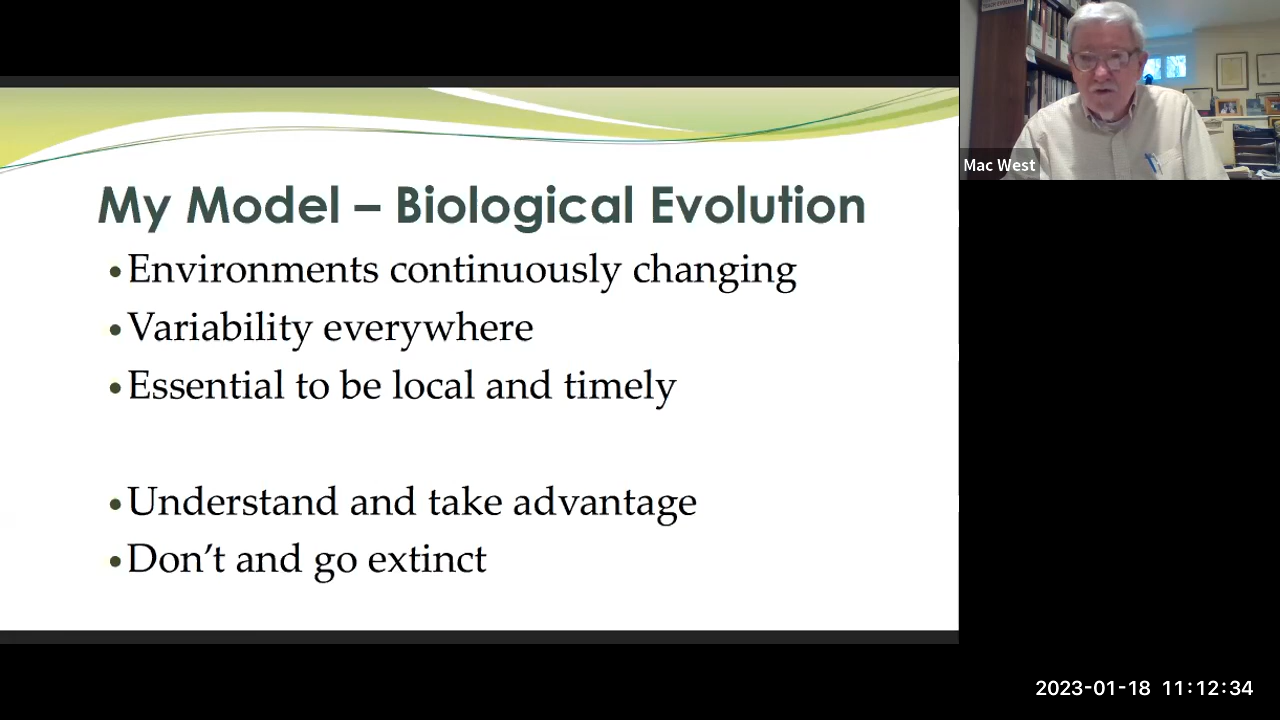 My Model – Biological Evolution
•Environments continuously changing
•Variability everywhere
•Essential to be local and timely
•Understand and take advantage
•Don’t and go extinct
Mac West
2023-01-18 11:12:34